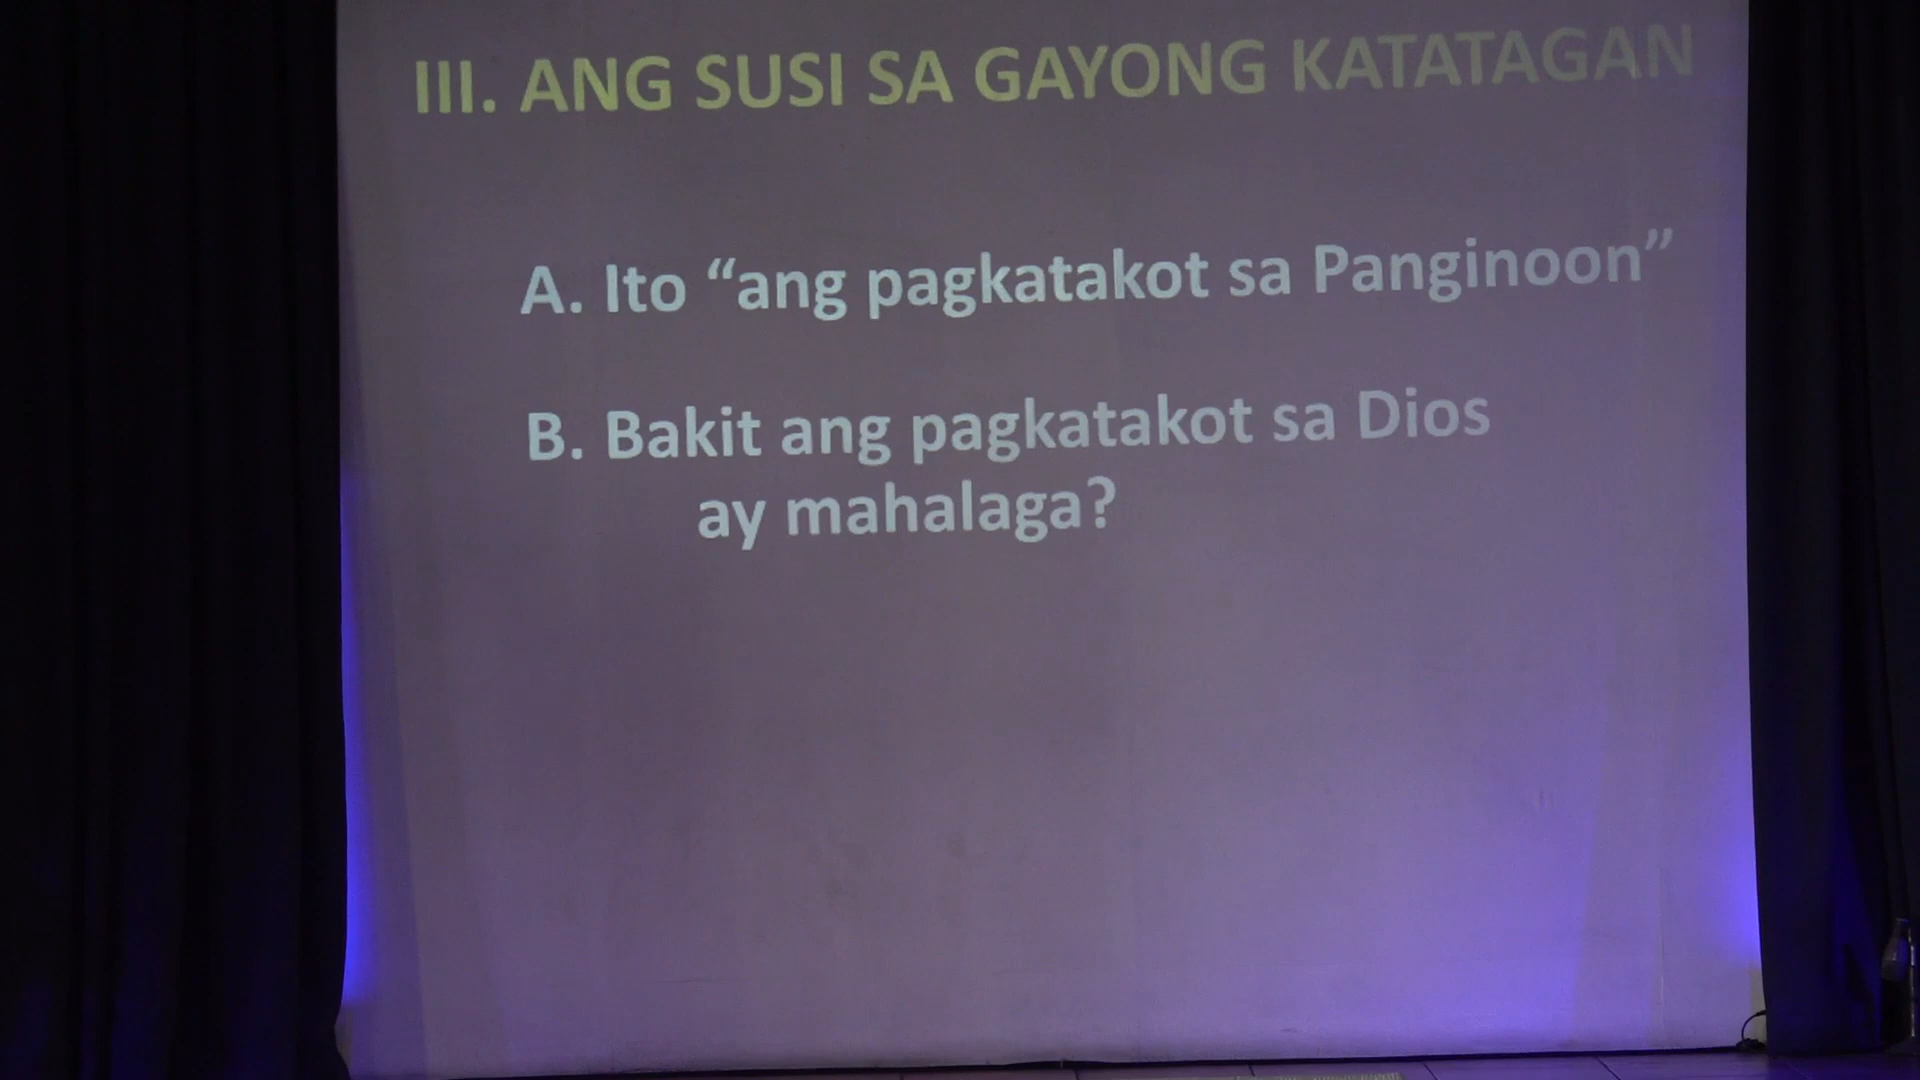 III. ANG SUSI SA GAYONG KATATAGAN
A. Ito “ang pagkatakot sa Panginoon”
B. Bakit ang pagkatakot sa Dios
ay mahalaga?